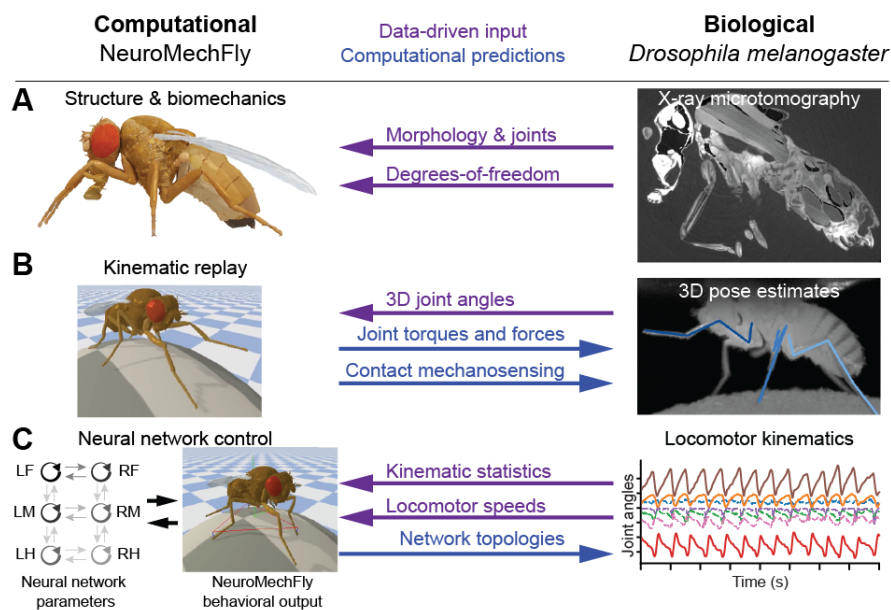 Computational
NeuroMechFly
Data-driven input
Computational predictions
Biological
Drosophila melanogaster
A
Structure & biomechanics
Morphology & joints
Degrees-of-freedom
X-ray microtomography
B
Kinematic replay
3D joint angles
Joint torques and forces
Contact mechanosensing
3D pose estimates
C
Neural network control
LF
RF
LM
RM
LH
RH
Neural network
parameters
NeuroMechFly
behavioral output
Kinematic statistics
Locomotor speeds
Network topologies
Locomotor kinematics
Joint angles
Time (s)